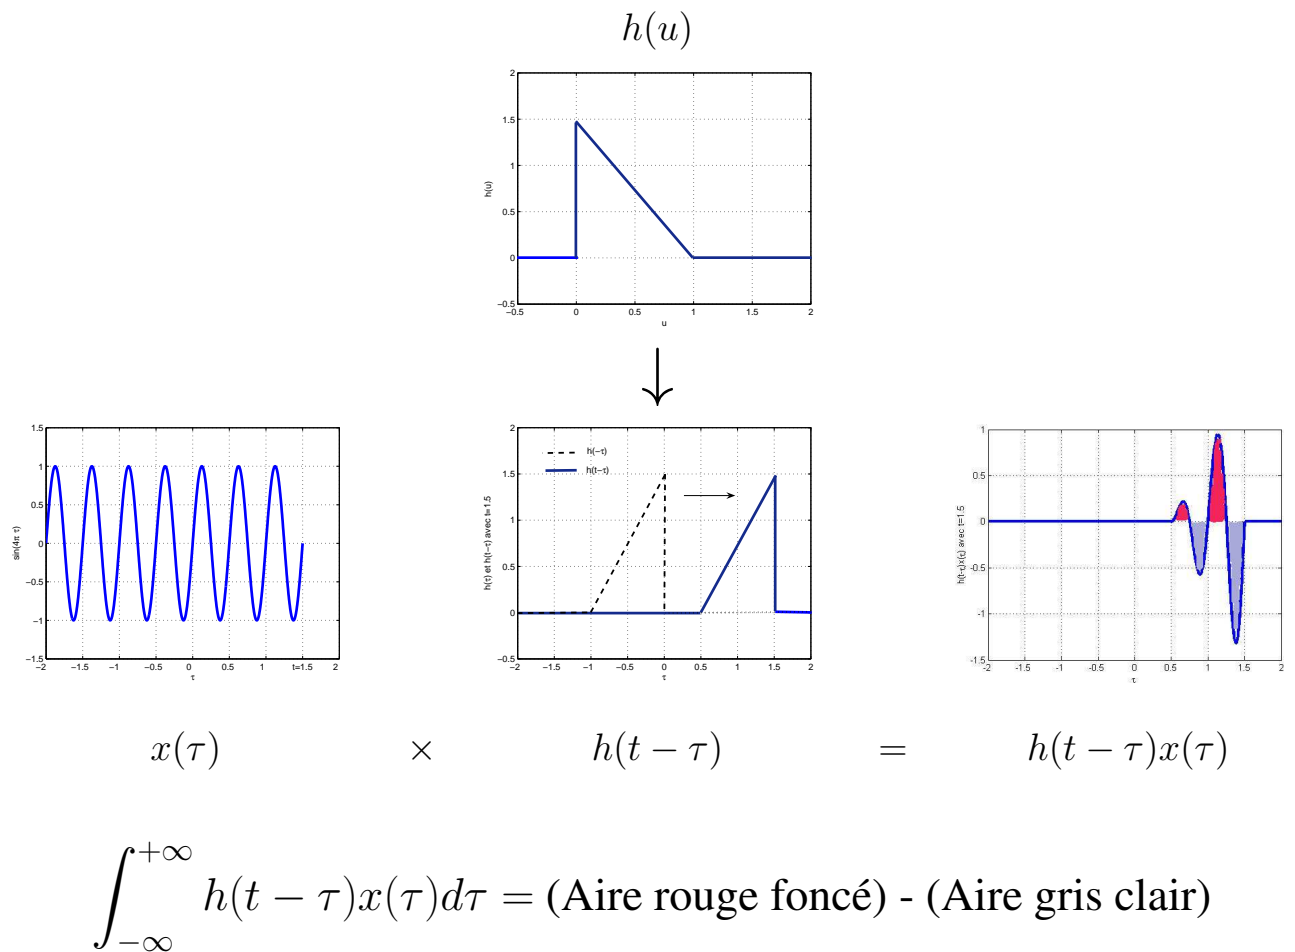 h(u)
2
1.5
1
0.5
0
−0.5
−0.5 0 0.5 1 1.5 2
h(u)
u
1.5
1
0.5
0
−0.5
−1
−1.5
−2 −1.5 −1 −0.5 0 0.5 1 t=1.5 2
sin(4π τ)
τ
2
1.5
1
0.5
0
−0.5
−2 −1.5 −1 −0.5 0 0.5 1 1.5 2
h(τ) et h(t−τ) avec t=1.5
h(−τ)
h(t−τ)
τ
1
0.5
0
-0.5
-1
-1.5
-2 -1.5 -1 -0.5 0 0.5 1 1.5 2
h(t-τ)x(τ) avec t=1.5
τ
x(τ) × h(t − τ) = h(t − τ)x(τ)
∫_{−∞}^{+∞} h(t − τ)x(τ)dτ = (Aire rouge foncé) - (Aire gris clair)